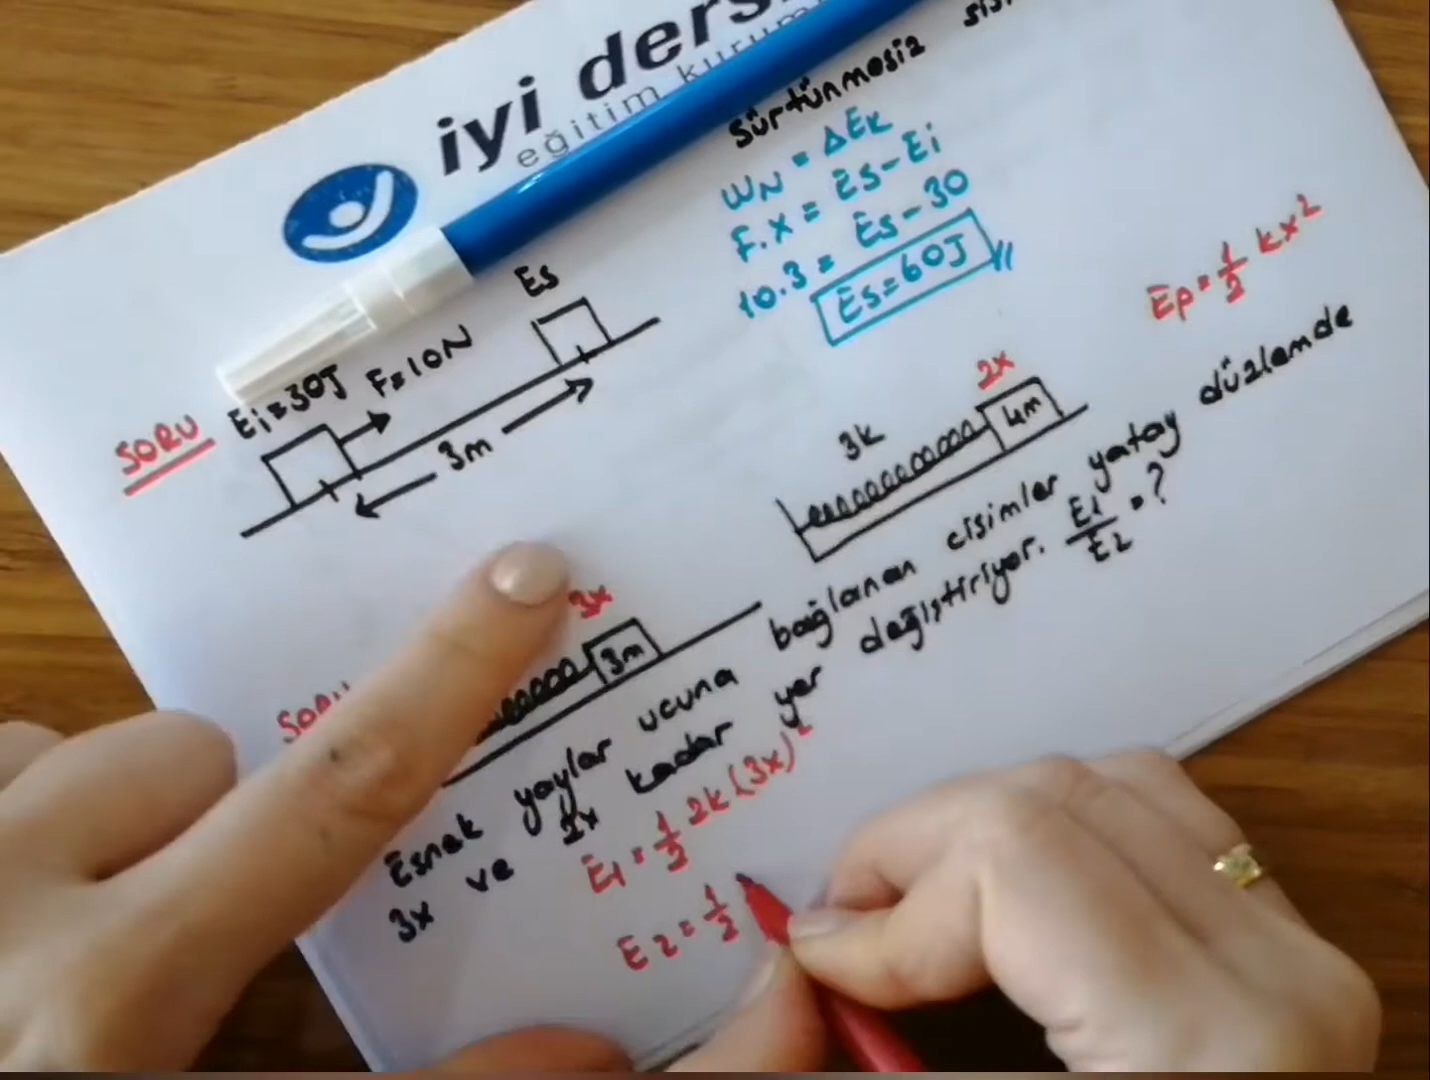 iyi ders
eğitim kurum
Sürtünmesiz
WN = ΔEk
F.x = Es-Ei
10.3 = Es-30
Es=60J
SORU
Ei=30J
F=10N
Es
3m
Ep=½kx²
2x
3k
4m
SORU
3x
3m
Esnek yaylar ucuna bağlanan cisimler yatay düzlemde
3x ve 2x kadar yer değiştiriyor. E1/E2 = ?
E1 = ½ 2k(3x)²
E2 = ½